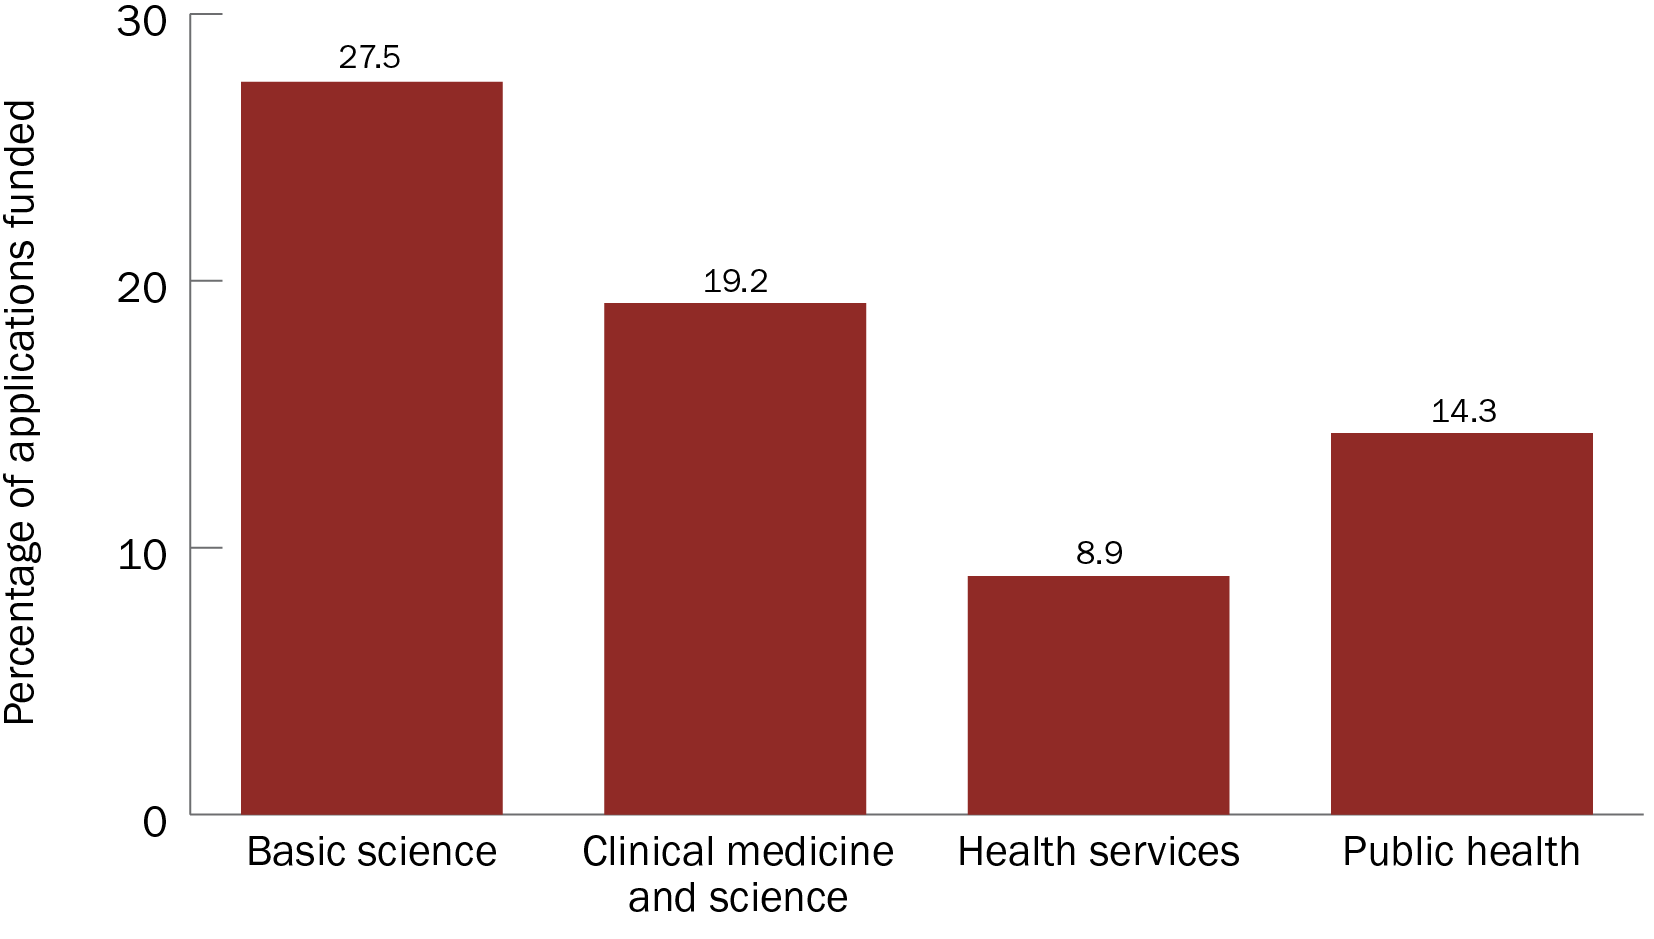 Percentage of applications funded
30
20
10
0
27.5
19.2
8.9
14.3
Basic science
Clinical medicine
and science
Health services
Public health